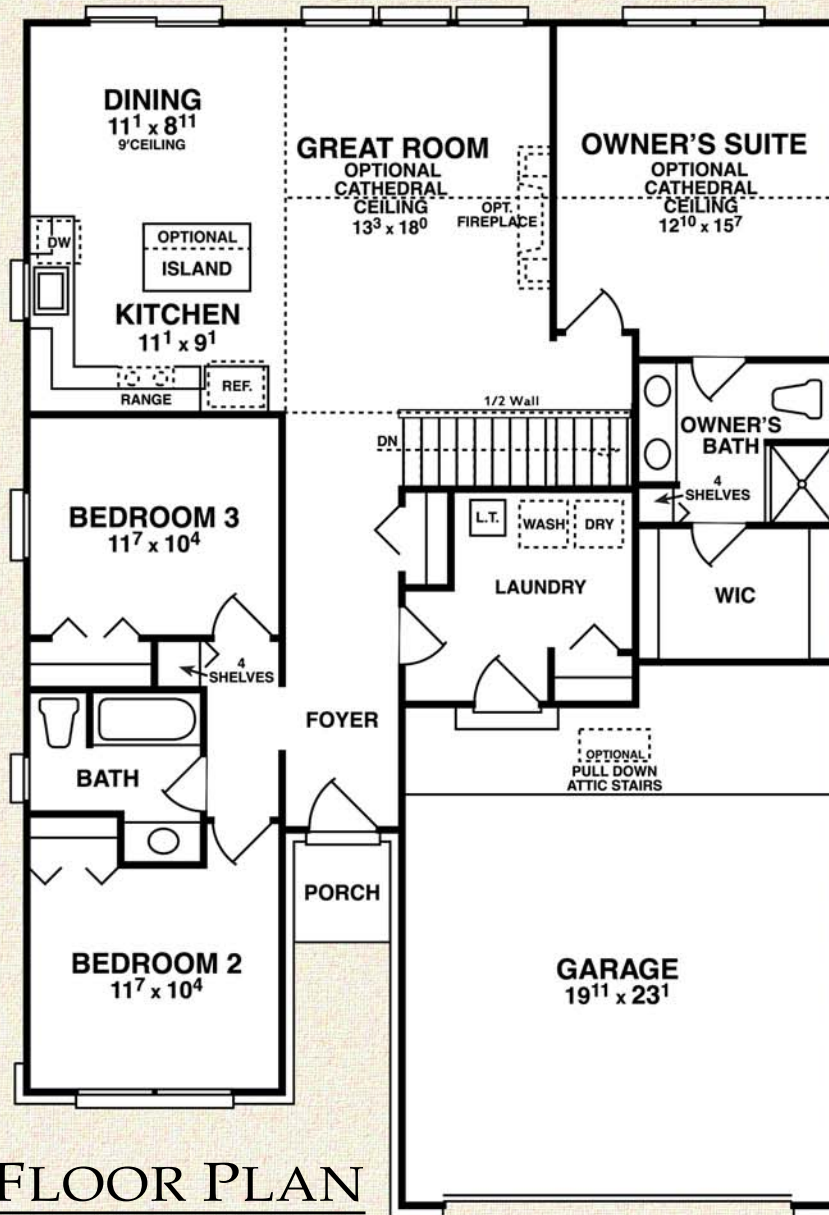 DINING
11¹ x 8¹¹
9'CEILING
GREAT ROOM
OPTIONAL
CATHEDRAL
CEILING
13³ x 18⁰
OPT.
FIREPLACE
OWNER'S SUITE
OPTIONAL
CATHEDRAL
CEILING
12¹⁰ x 15⁷
DW
OPTIONAL
ISLAND
KITCHEN
11¹ x 9¹
RANGE
REF.
1/2 Wall
DN
OWNER'S
BATH
4
SHELVES
BEDROOM 3
11⁷ x 10⁴
L.T.
WASH
DRY
LAUNDRY
WIC
4
SHELVES
FOYER
BATH
OPTIONAL
PULL DOWN
ATTIC STAIRS
PORCH
BEDROOM 2
11⁷ x 10⁴
GARAGE
19¹¹ x 23¹
FLOOR PLAN